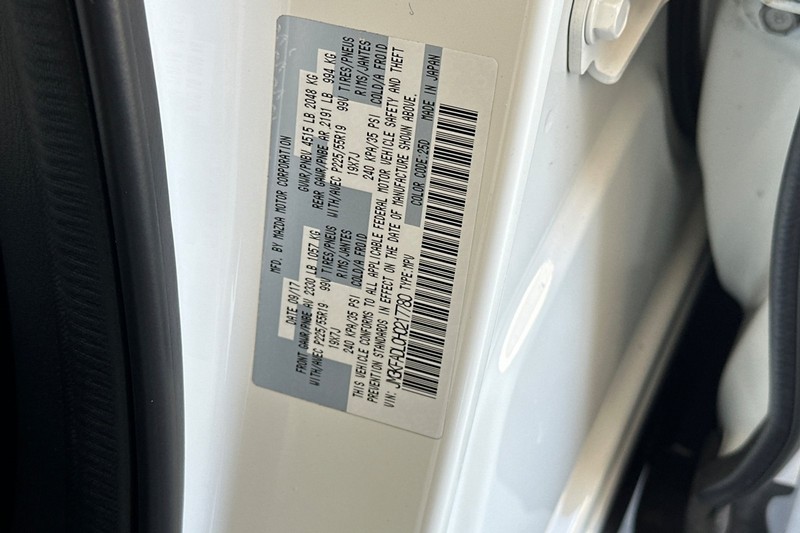 MFD. BY MAZDA MOTOR CORPORATION
DATE 09/17 GVWR/PNBV 4515 LB 2048 KG
FRONT GAWR/PNBE AV 2330 LB 1057 KG REAR GAWR/PNBE AR 2191 LB 994 KG
WITH/AVEC P225/55R19 99V TIRES/PNEUS WITH/AVEC P225/55R19 99V TIRES/PNEUS
19X7J RIMS/JANTES 19X7J RIMS/JANTES
240 KPA/35 PSI COLD/A FROID 240 KPA/35 PSI COLD/A FROID
THIS VEHICLE CONFORMS TO ALL APPLICABLE FEDERAL MOTOR VEHICLE SAFETY AND THEFT
PREVENTION STANDARDS IN EFFECT ON THE DATE OF MANUFACTURE SHOWN ABOVE.
VIN: TYPE:MPV COLOR CODE:25D MADE IN JAPAN